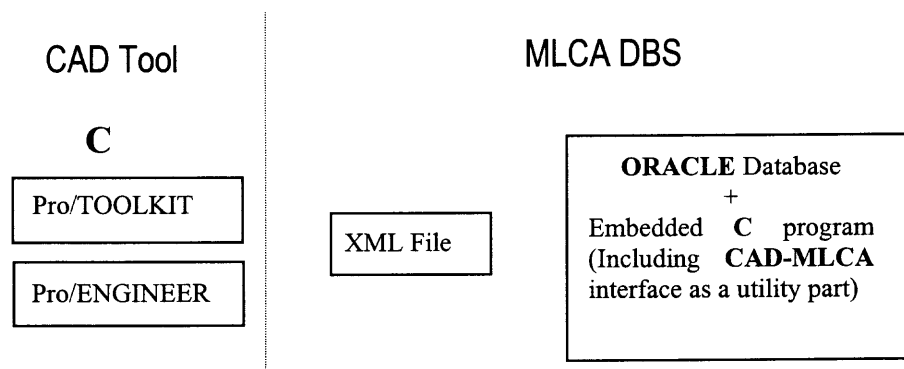 CAD Tool
C
Pro/TOOLKIT
Pro/ENGINEER
MLCA DBS
XML File
ORACLE Database
+
Embedded C program
(Including CAD-MLCA
interface as a utility part)